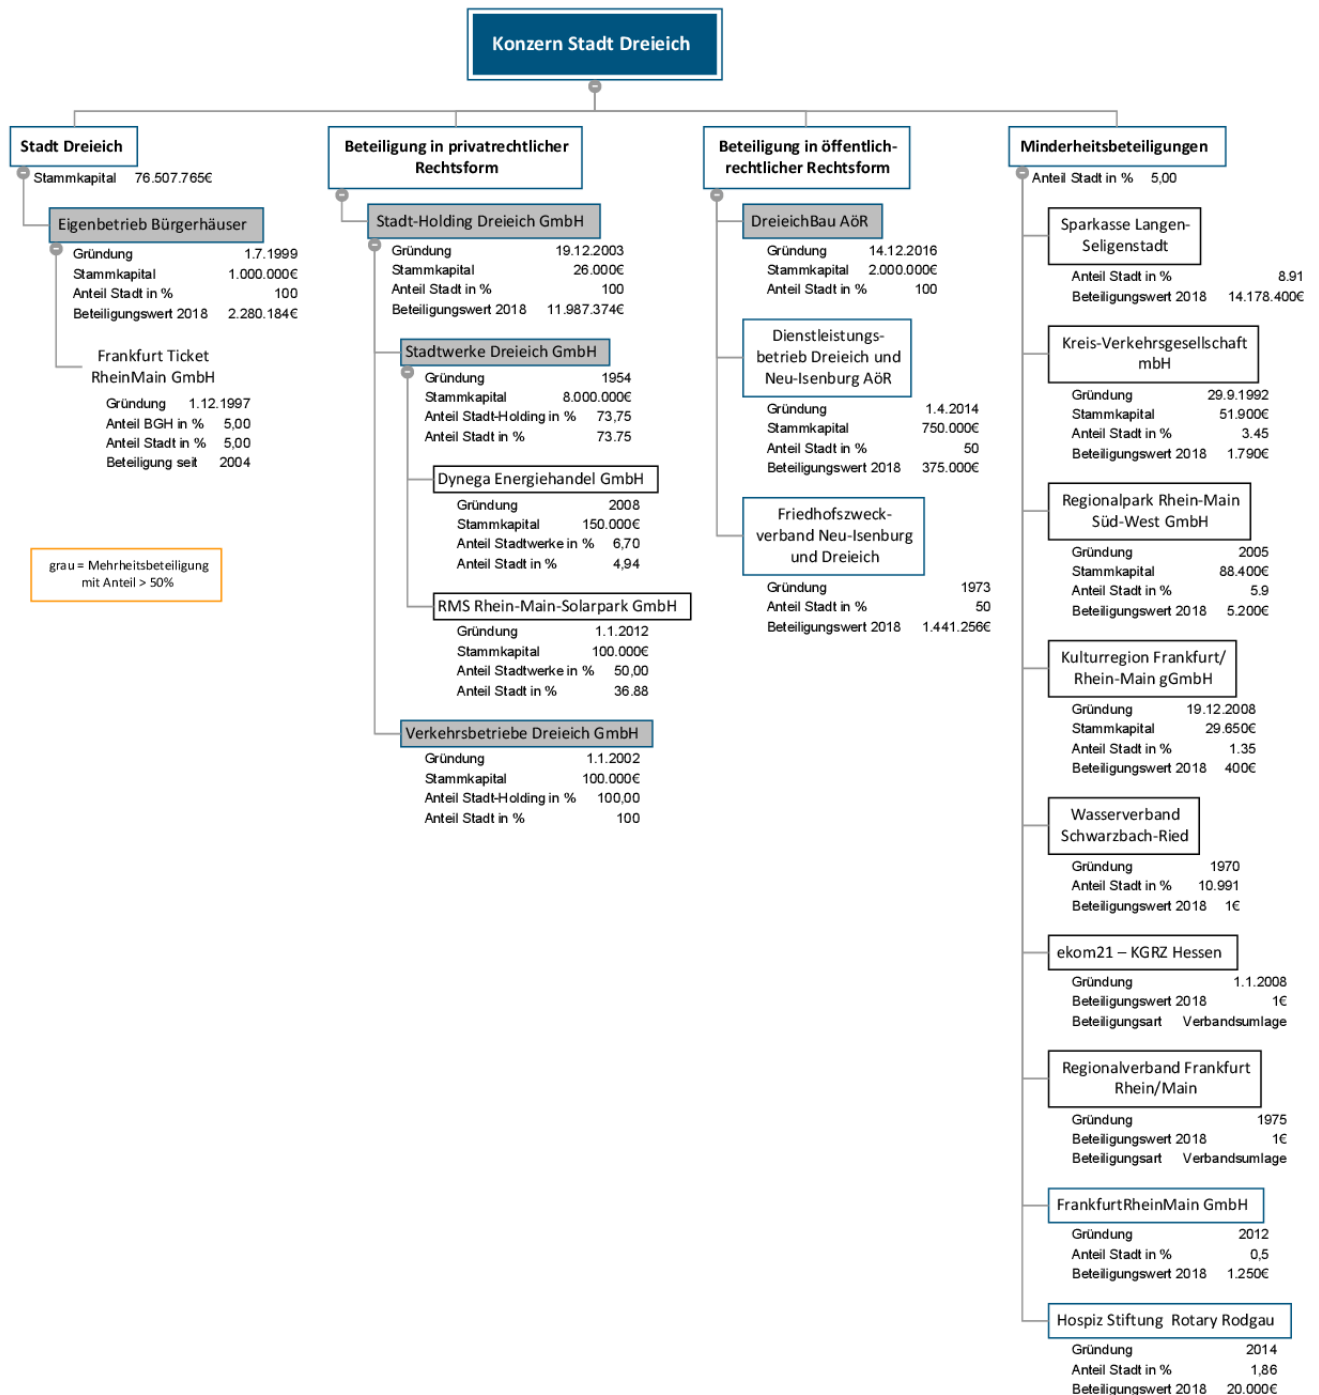 Konzern Stadt Dreieich
Stadt Dreieich
Stammkapital 76.507.765€
Eigenbetrieb Bürgerhäuser
Gründung 1.7.1999
Stammkapital 1.000.000€
Anteil Stadt in % 100
Beteiligungswert 2018 2.280.184€
Frankfurt Ticket
RheinMain GmbH
Gründung 1.12.1997
Anteil BGH in % 5,00
Anteil Stadt in % 5,00
Beteiligung seit 2004
grau = Mehrheitsbeteiligung
mit Anteil > 50%
Beteiligung in privatrechtlicher
Rechtsform
Stadt-Holding Dreieich GmbH
Gründung 19.12.2003
Stammkapital 26.000€
Anteil Stadt in % 100
Beteiligungswert 2018 11.987.374€
Stadtwerke Dreieich GmbH
Gründung 1954
Stammkapital 8.000.000€
Anteil Stadt-Holding in % 73,75
Anteil Stadt in % 73.75
Dynega Energiehandel GmbH
Gründung 2008
Stammkapital 150.000€
Anteil Stadtwerke in % 6,70
Anteil Stadt in % 4,94
RMS Rhein-Main-Solarpark GmbH
Gründung 1.1.2012
Stammkapital 100.000€
Anteil Stadtwerke in % 50,00
Anteil Stadt in % 36.88
Verkehrsbetriebe Dreieich GmbH
Gründung 1.1.2002
Stammkapital 100.000€
Anteil Stadt-Holding in % 100,00
Anteil Stadt in % 100
Beteiligung in öffentlich-
rechtlicher Rechtsform
DreieichBau AöR
Gründung 14.12.2016
Stammkapital 2.000.000€
Anteil Stadt in % 100
Dienstleistungs-
betrieb Dreieich und
Neu-Isenburg AöR
Gründung 1.4.2014
Stammkapital 750.000€
Anteil Stadt in % 50
Beteiligungswert 2018 375.000€
Friedhofszweck-
verband Neu-Isenburg
und Dreieich
Gründung 1973
Anteil Stadt in % 50
Beteiligungswert 2018 1.441.256€
Minderheitsbeteiligungen
Anteil Stadt in % 5,00
Sparkasse Langen-
Seligenstadt
Anteil Stadt in % 8.91
Beteiligungswert 2018 14.178.400€
Kreis-Verkehrsgesellschaft
mbH
Gründung 29.9.1992
Stammkapital 51.900€
Anteil Stadt in % 3.45
Beteiligungswert 2018 1.790€
Regionalpark Rhein-Main
Süd-West GmbH
Gründung 2005
Stammkapital 88.400€
Anteil Stadt in % 5.9
Beteiligungswert 2018 5.200€
Kulturregion Frankfurt/
Rhein-Main gGmbH
Gründung 19.12.2008
Stammkapital 29.650€
Anteil Stadt in % 1.35
Beteiligungswert 2018 400€
Wasserverband
Schwarzbach-Ried
Gründung 1970
Anteil Stadt in % 10.991
Beteiligungswert 2018 1€
ekom21 – KGRZ Hessen
Gründung 1.1.2008
Beteiligungswert 2018 1€
Beteiligungsart Verbandsumlage
Regionalverband Frankfurt
Rhein/Main
Gründung 1975
Beteiligungswert 2018 1€
Beteiligungsart Verbandsumlage
FrankfurtRheinMain GmbH
Gründung 2012
Anteil Stadt in % 0,5
Beteiligungswert 2018 1.250€
Hospiz Stiftung Rotary Rodgau
Gründung 2014
Anteil Stadt in % 1,86
Beteiligungswert 2018 20.000€